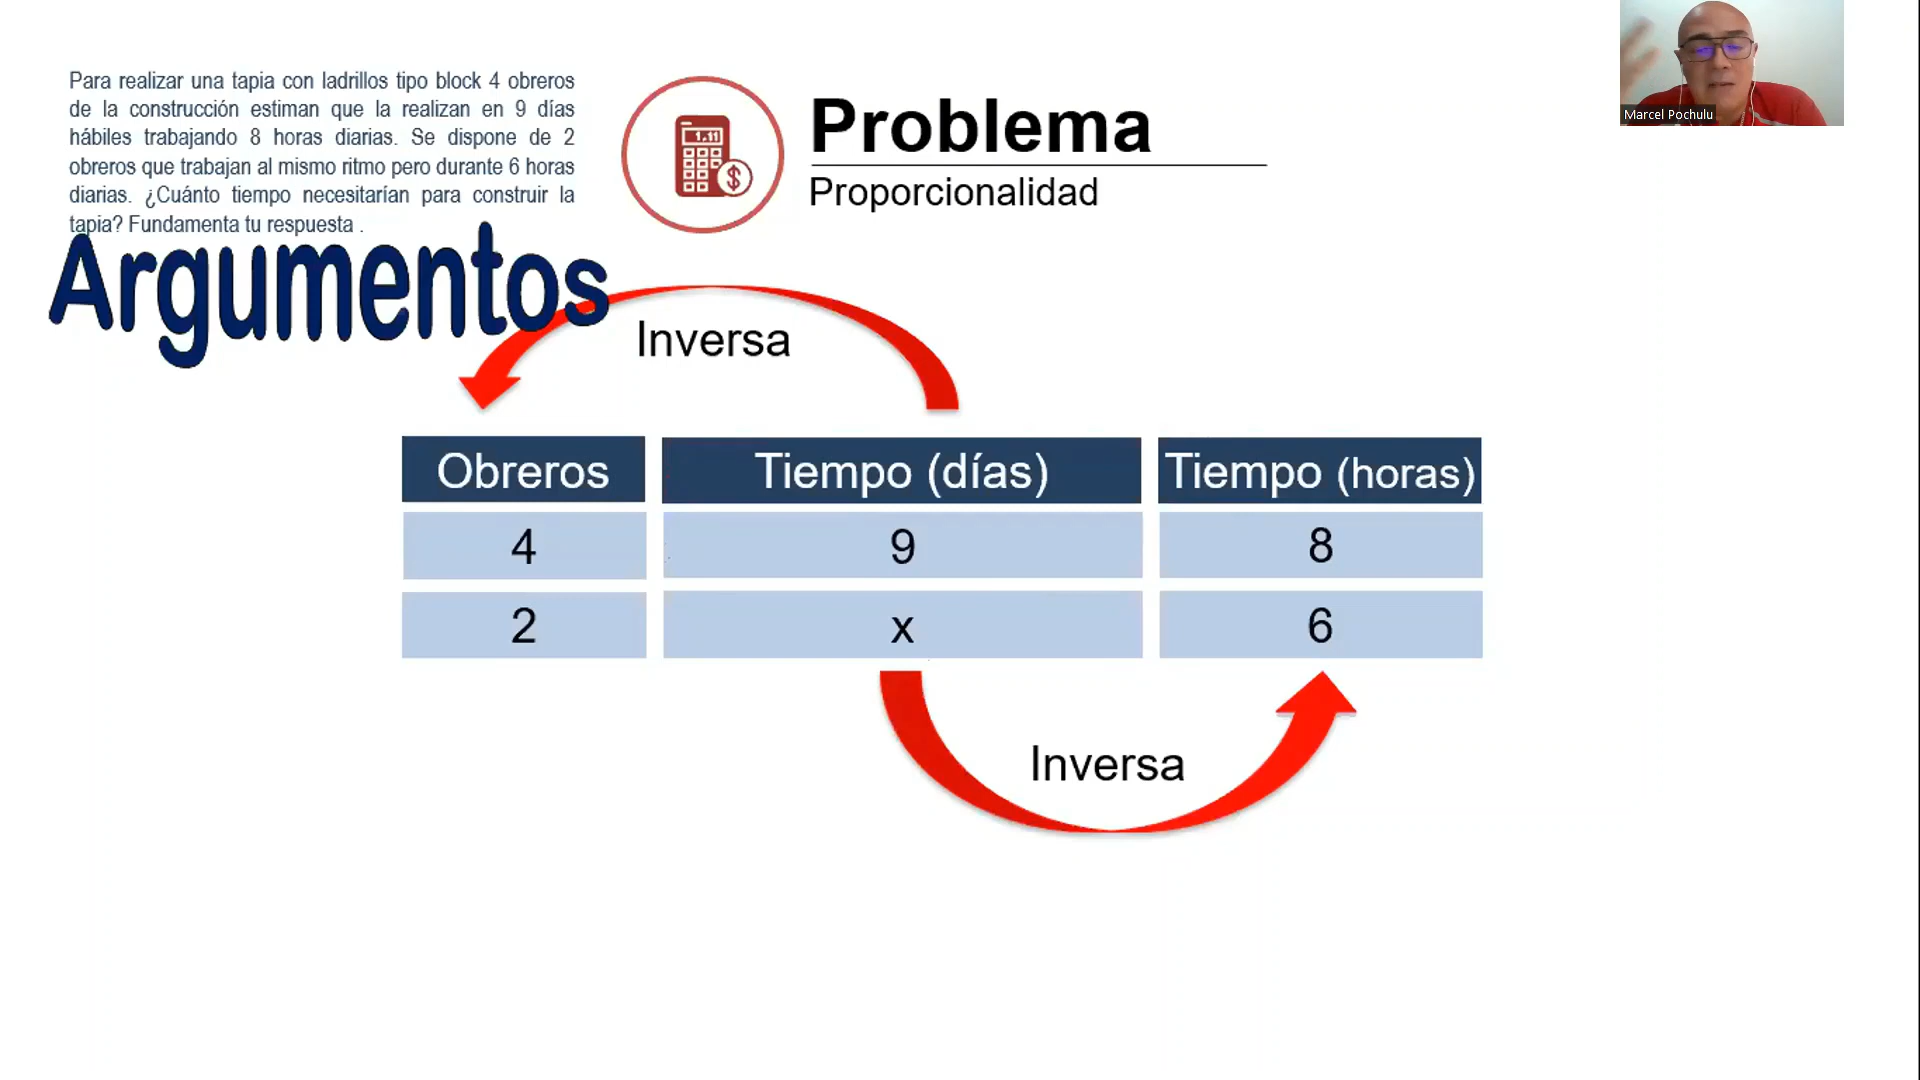 Para realizar una tapia con ladrillos tipo block 4 obreros
de la construcción estiman que la realizan en 9 días
hábiles trabajando 8 horas diarias. Se dispone de 2
obreros que trabajan al mismo ritmo pero durante 6 horas
diarias. ¿Cuánto tiempo necesitarían para construir la
tapia? Fundamenta tu respuesta .
Argumentos
1.11
$
Problema
Proporcionalidad
Marcel Pochulu
Inversa
Obreros Tiempo (días) Tiempo (horas)
4 9 8
2 x 6
Inversa